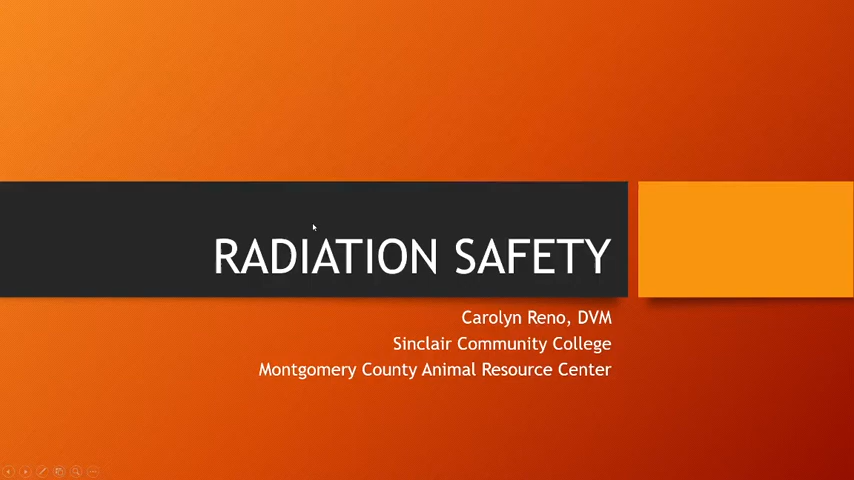 RADIATION SAFETY
Carolyn Reno, DVM
Sinclair Community College
Montgomery County Animal Resource Center